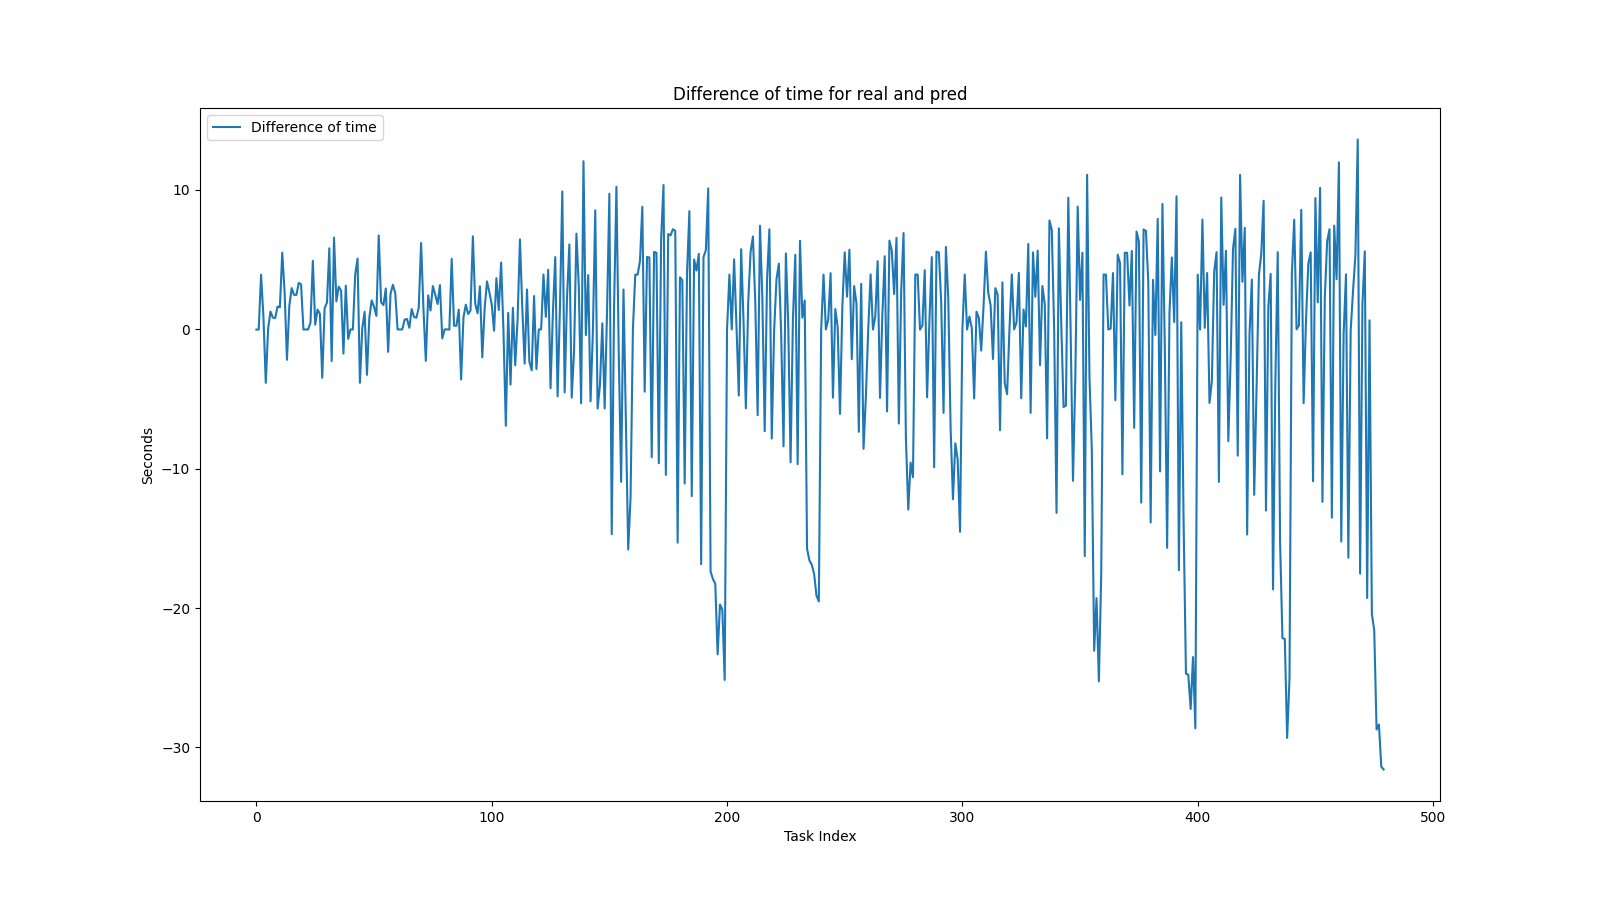 Difference of time for real and pred
Difference of time
10
0
−10
−20
−30
Seconds
0 100 200 300 400 500
Task Index